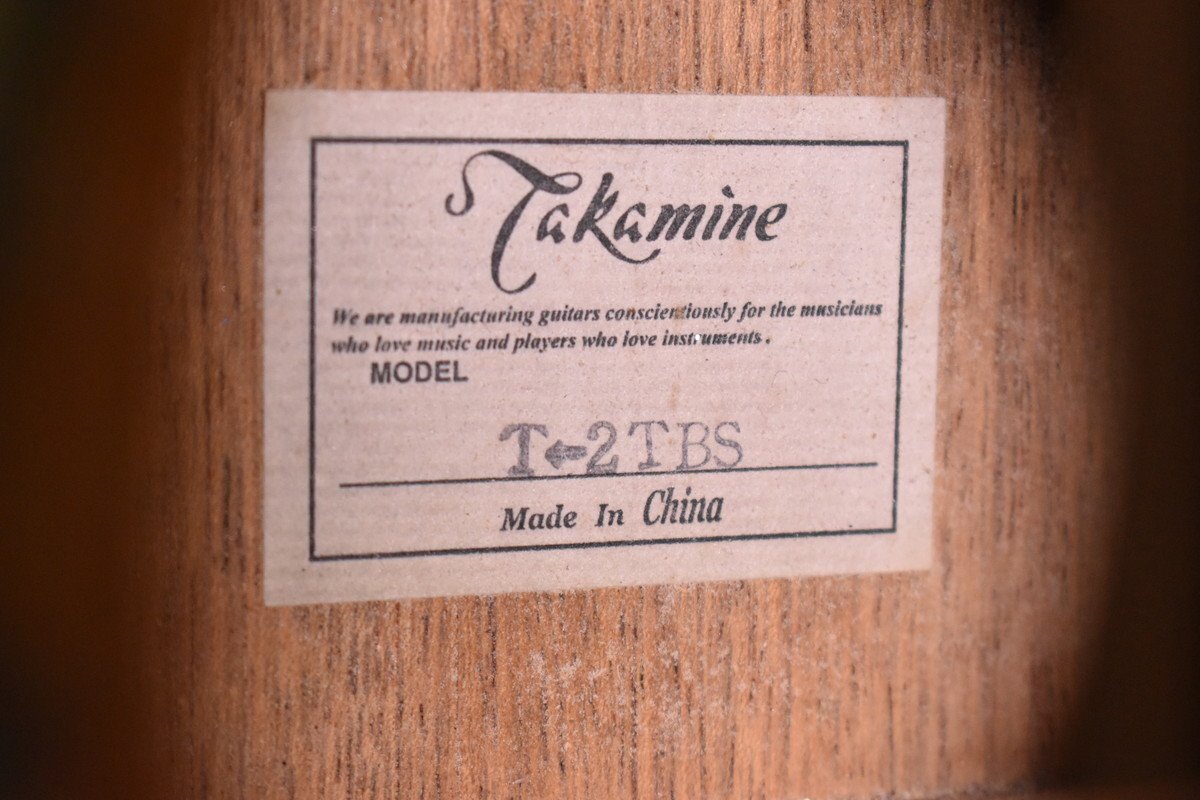 Takamine
We are manufacturing guitars conscientiously for the musicians
who love music and players who love instruments.
MODEL
T-2TBS
Made In China